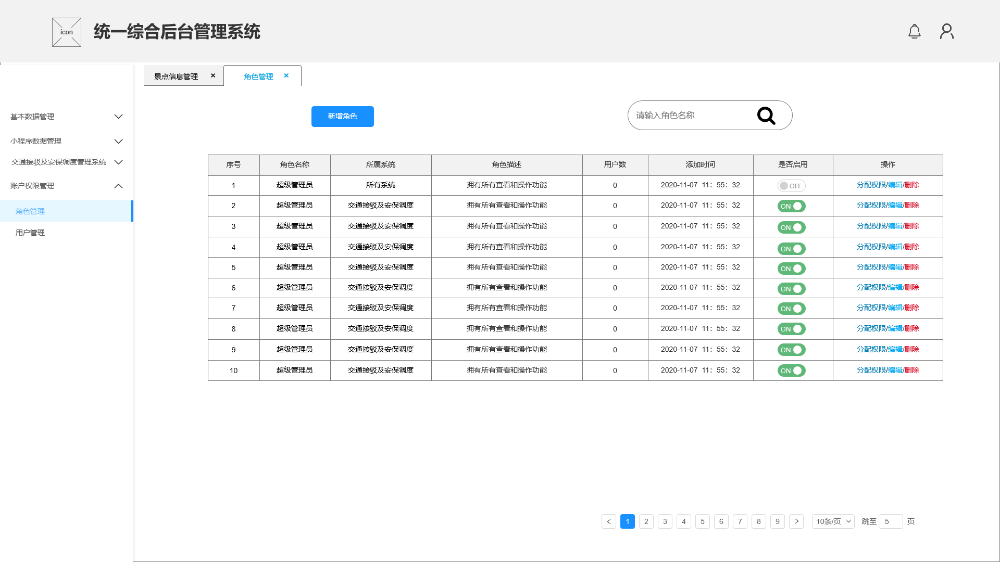 icon
统一综合后台管理系统
景点信息管理 ×
角色管理 ×
基本数据管理
小程序数据管理
交通接驳及安保调度管理系统
账户权限管理
角色管理
用户管理
新增角色
请输入角色名称
序号 角色名称 所属系统 角色描述 用户数 添加时间 是否启用 操作
1 超级管理员 所有系统 拥有所有查看和操作功能 0 2020-11-07 11：55：32 OFF 分配权限/编辑/删除
2 超级管理员 交通接驳及安保调度 拥有所有查看和操作功能 0 2020-11-07 11：55：32 ON 分配权限/编辑/删除
3 超级管理员 交通接驳及安保调度 拥有所有查看和操作功能 0 2020-11-07 11：55：32 ON 分配权限/编辑/删除
4 超级管理员 交通接驳及安保调度 拥有所有查看和操作功能 0 2020-11-07 11：55：32 ON 分配权限/编辑/删除
5 超级管理员 交通接驳及安保调度 拥有所有查看和操作功能 0 2020-11-07 11：55：32 ON 分配权限/编辑/删除
6 超级管理员 交通接驳及安保调度 拥有所有查看和操作功能 0 2020-11-07 11：55：32 ON 分配权限/编辑/删除
7 超级管理员 交通接驳及安保调度 拥有所有查看和操作功能 0 2020-11-07 11：55：32 ON 分配权限/编辑/删除
8 超级管理员 交通接驳及安保调度 拥有所有查看和操作功能 0 2020-11-07 11：55：32 ON 分配权限/编辑/删除
9 超级管理员 交通接驳及安保调度 拥有所有查看和操作功能 0 2020-11-07 11：55：32 ON 分配权限/编辑/删除
10 超级管理员 交通接驳及安保调度 拥有所有查看和操作功能 0 2020-11-07 11：55：32 ON 分配权限/编辑/删除
< 1 2 3 4 5 6 7 8 9 > 10条/页 跳至 5 页